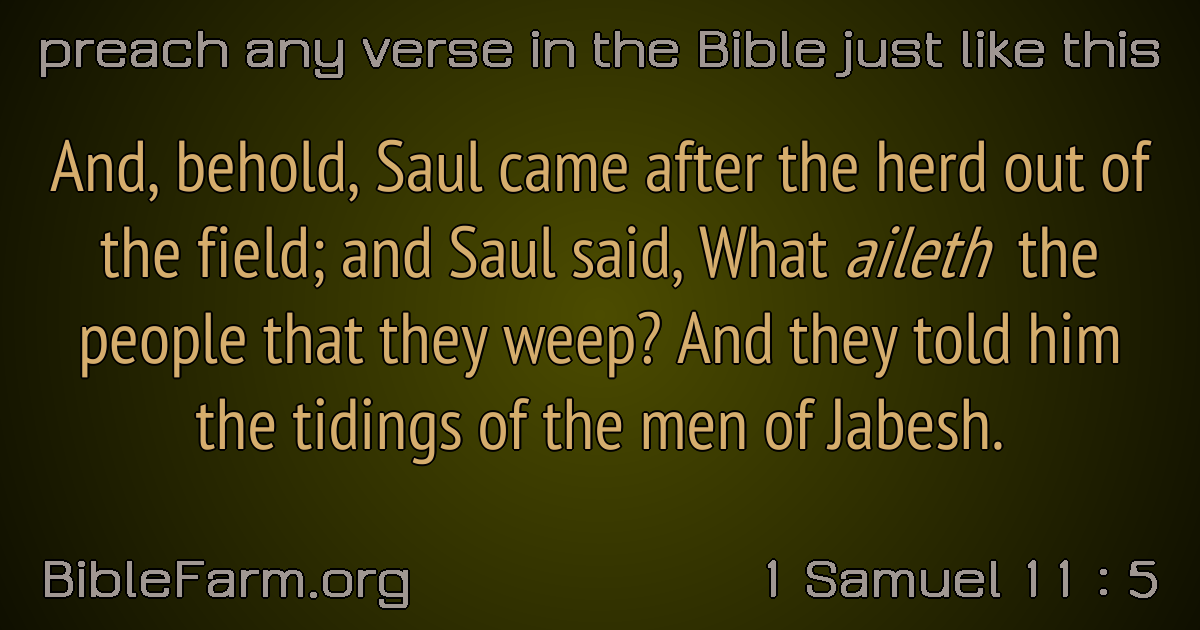 preach any verse in the Bible just like this
And, behold, Saul came after the herd out of
the field; and Saul said, What aileth the
people that they weep? And they told him
the tidings of the men of Jabesh.
BibleFarm.org
1 Samuel 11 : 5